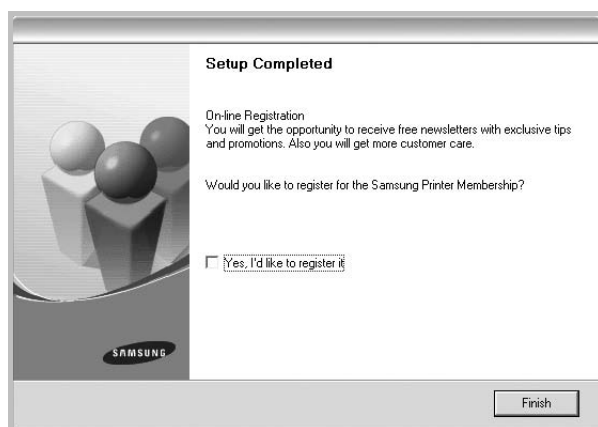 Setup Completed
On-line Registration
You will get the opportunity to receive free newsletters with exclusive tips
and promotions. Also you will get more customer care.
Would you like to register for the Samsung Printer Membership?
Yes, I'd like to register it
SAMSUNG
Finish